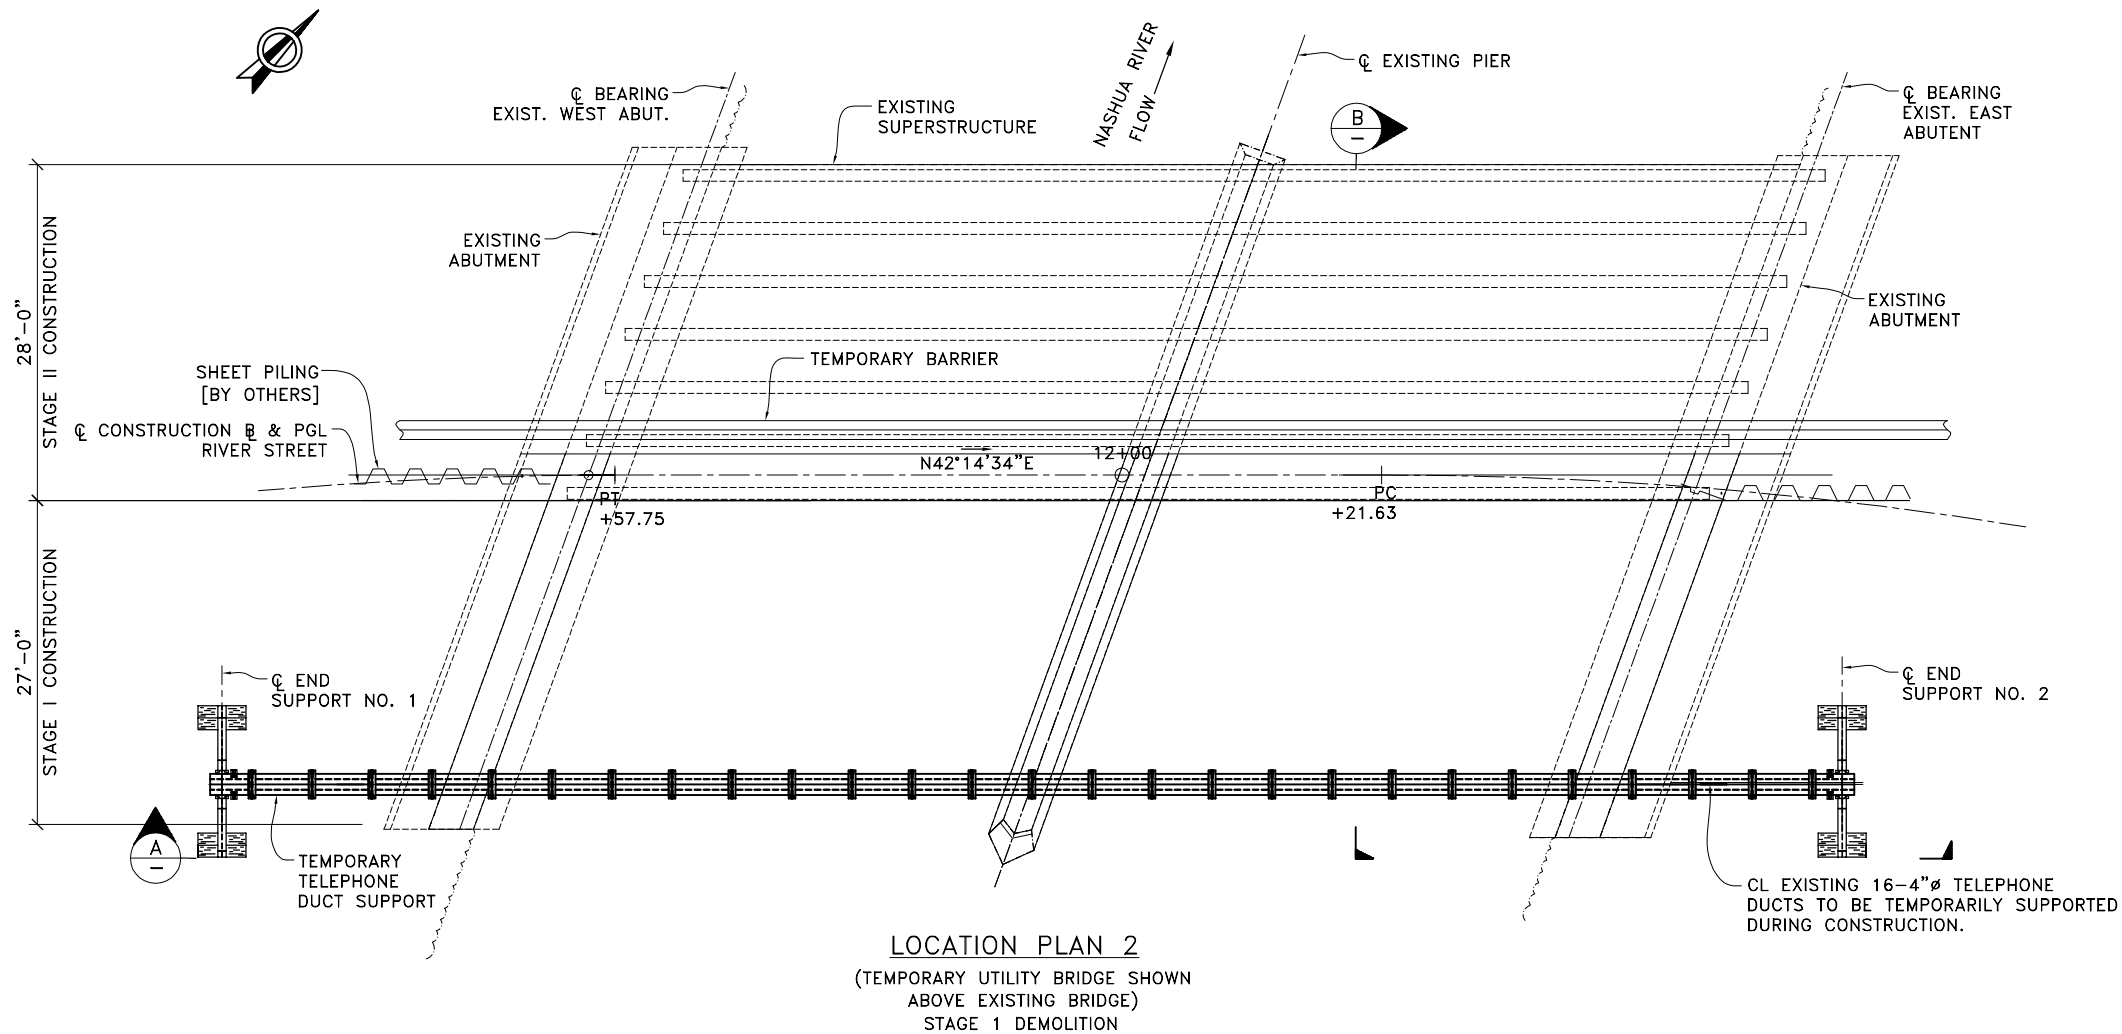 NASHUA RIVER
FLOW
℄ EXISTING PIER
℄ BEARING
EXIST. WEST ABUT.
EXISTING
SUPERSTRUCTURE
B
–
℄ BEARING
EXIST. EAST
ABUTENT
STAGE II CONSTRUCTION
28'-0"
EXISTING
ABUTMENT
EXISTING
ABUTMENT
TEMPORARY BARRIER
SHEET PILING
[BY OTHERS]
℄ CONSTRUCTION BL & PGL
RIVER STREET
N42°14'34"E
12+00
PT
+57.75
PC
+21.63
STAGE I CONSTRUCTION
27'-0"
℄ END
SUPPORT NO. 1
℄ END
SUPPORT NO. 2
A
–
TEMPORARY
TELEPHONE
DUCT SUPPORT
CL EXISTING 16-4"ø TELEPHONE
DUCTS TO BE TEMPORARILY SUPPORTED
DURING CONSTRUCTION.
LOCATION PLAN 2
(TEMPORARY UTILITY BRIDGE SHOWN
ABOVE EXISTING BRIDGE)
STAGE 1 DEMOLITION